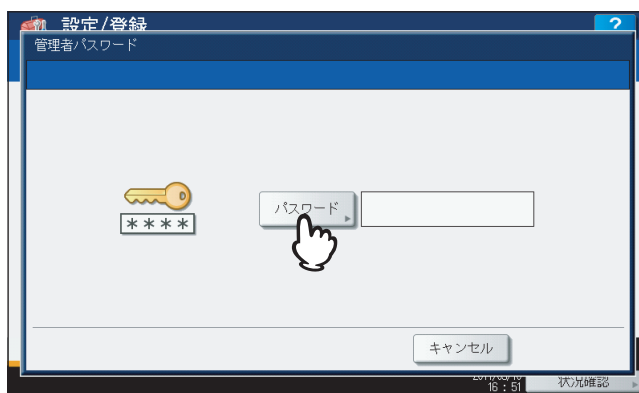 設定/登録
?
管理者パスワード
****
パスワード
キャンセル
16:51
状況確認